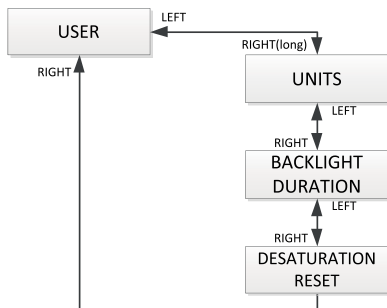 USER
LEFT
RIGHT(long)
RIGHT
UNITS
LEFT
RIGHT
BACKLIGHT
DURATION
LEFT
RIGHT
DESATURATION
RESET